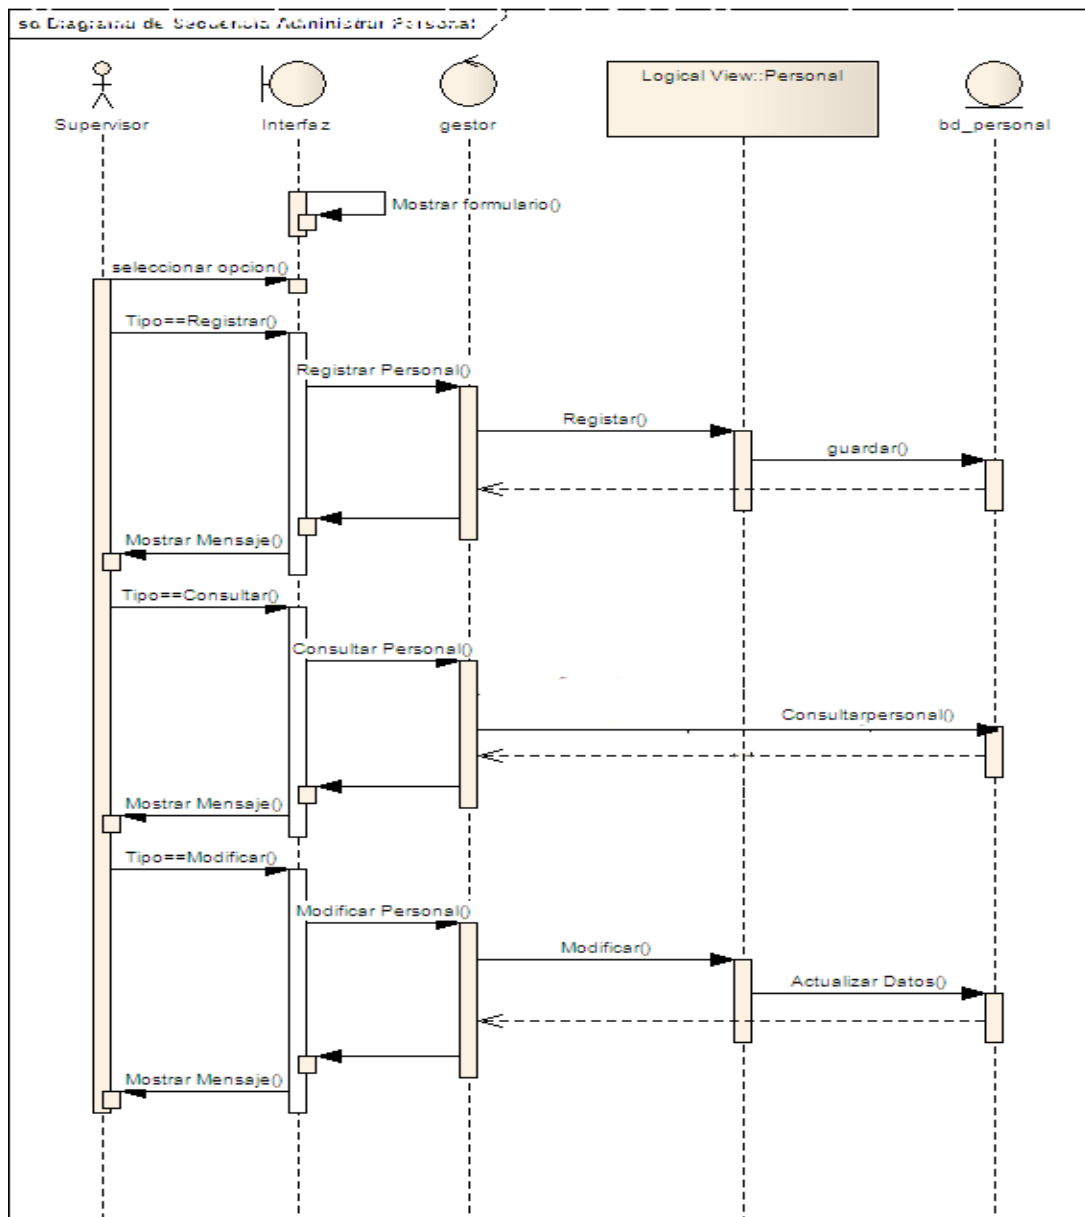 sd Diagrama de Secuencia Administrar Personal
Supervisor
Interfaz
gestor
Logical View::Personal
bd_personal
Mostrar formulario()
seleccionar opcion()
Tipo==Registrar()
Registrar Personal()
Registar()
guardar()
Mostrar Mensaje()
Tipo==Consultar()
Consultar Personal()
Consultarpersonal()
Mostrar Mensaje()
Tipo==Modificar()
Modificar Personal()
Modificar()
Actualizar Datos()
Mostrar Mensaje()